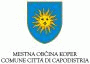 MESTNA OBČINA KOPER
COMUNE CITTÀ DI CAPODISTRIA